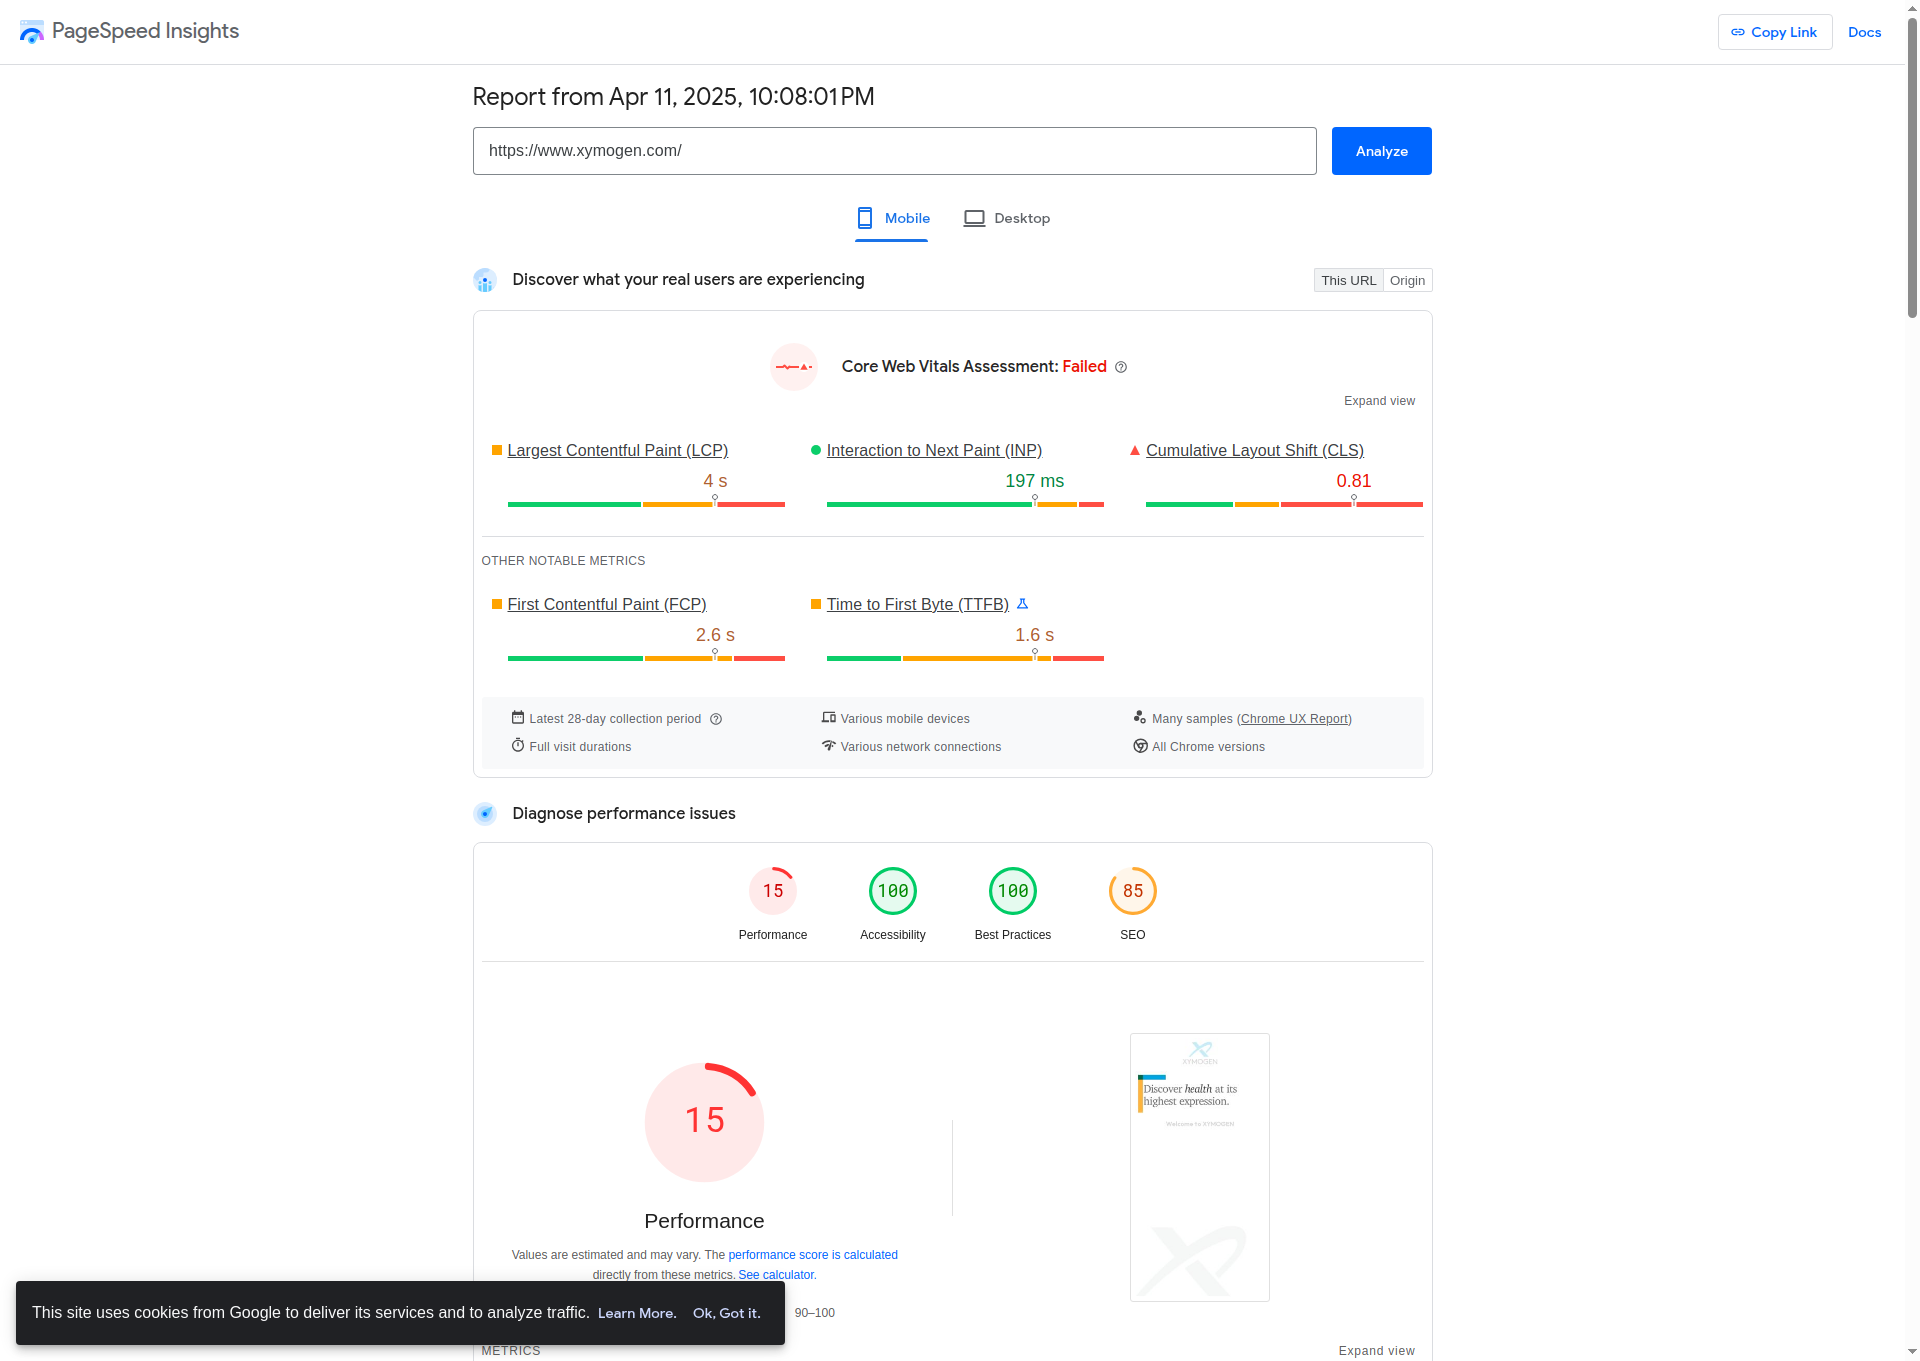 PageSpeed Insights
Copy Link
Docs
Report from Apr 11, 2025, 10:08:01 PM
https://www.xymogen.com/
Analyze
Mobile
Desktop
Discover what your real users are experiencing
This URL
Origin
Core Web Vitals Assessment: Failed
Expand view
Largest Contentful Paint (LCP)
4 s
Interaction to Next Paint (INP)
197 ms
Cumulative Layout Shift (CLS)
0.81
OTHER NOTABLE METRICS
First Contentful Paint (FCP)
2.6 s
Time to First Byte (TTFB)
1.6 s
Latest 28-day collection period
Various mobile devices
Many samples (Chrome UX Report)
Full visit durations
Various network connections
All Chrome versions
Diagnose performance issues
15
Performance
100
Accessibility
100
Best Practices
85
SEO
15
Performance
Values are estimated and may vary. The performance score is calculated
directly from these metrics. See calculator.
90–100
XYMOGEN
Discover health at its
highest expression.
Welcome to XYMOGEN
This site uses cookies from Google to deliver its services and to analyze traffic. Learn More. Ok, Got it.
METRICS
Expand view